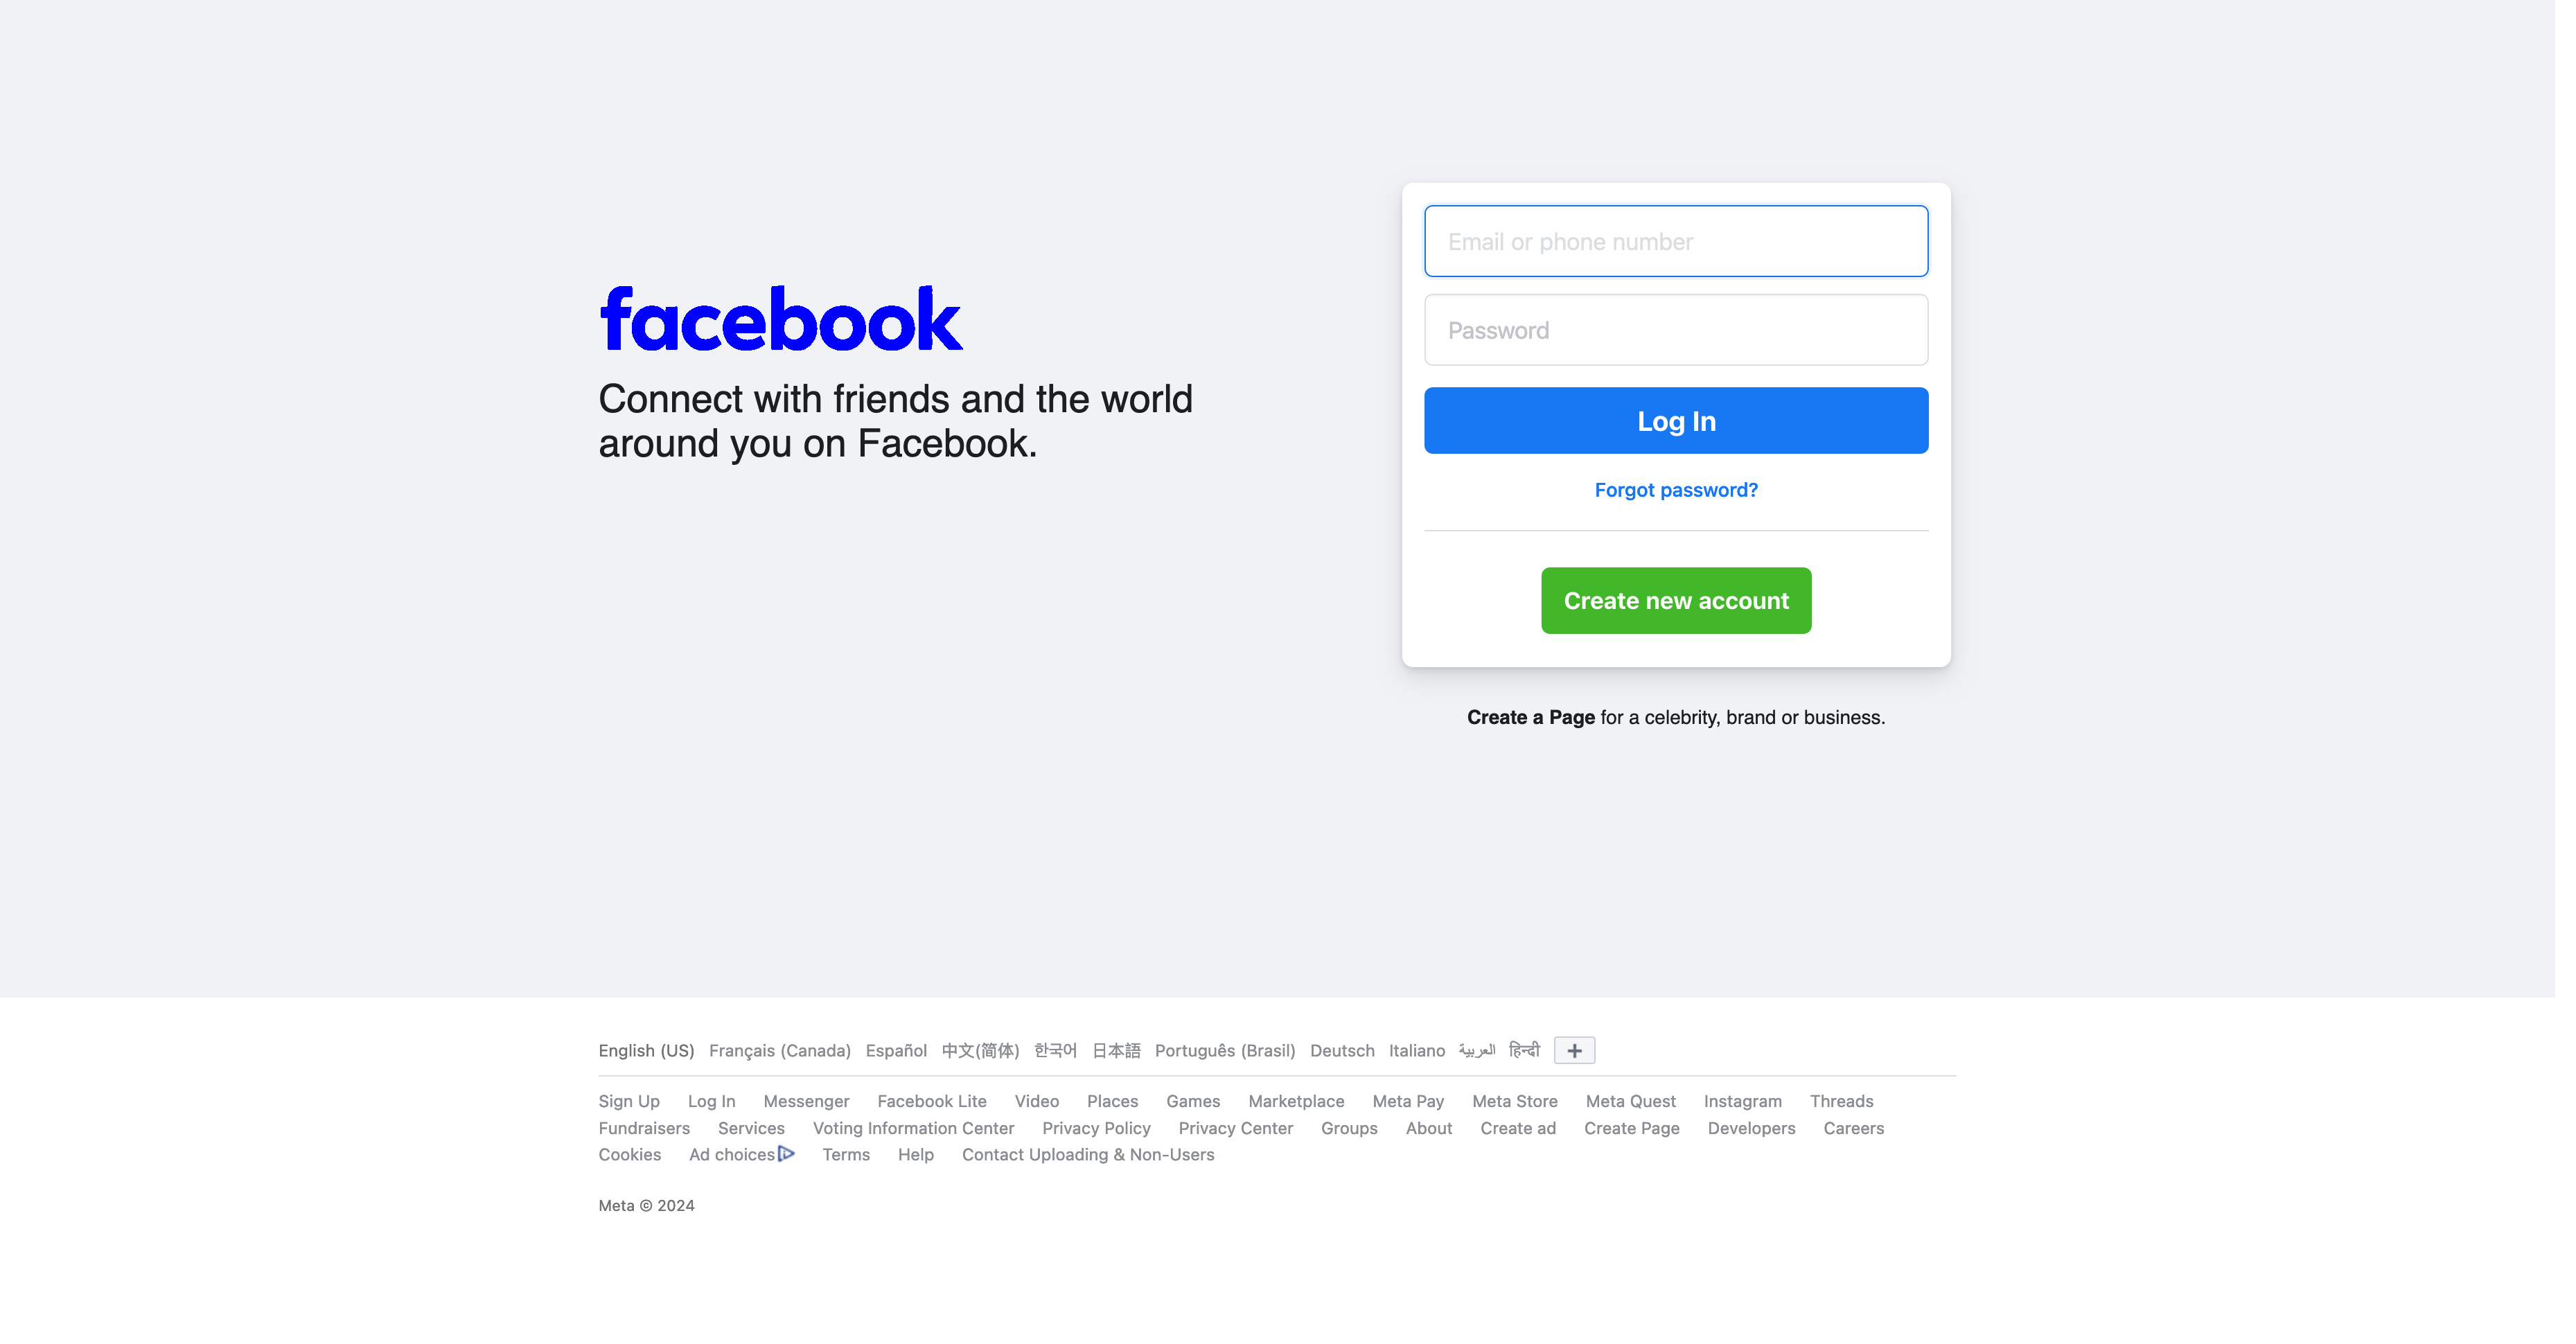 facebook
Connect with friends and the world
around you on Facebook.
Email or phone number
Password
Log In
Forgot password?
Create new account
Create a Page for a celebrity, brand or business.
English (US) Français (Canada) Español 中文(简体) 한국어 日本語 Português (Brasil) Deutsch Italiano العربية हिन्दी +
Sign Up Log In Messenger Facebook Lite Video Places Games Marketplace Meta Pay Meta Store Meta Quest Instagram Threads
Fundraisers Services Voting Information Center Privacy Policy Privacy Center Groups About Create ad Create Page Developers Careers
Cookies Ad choices Terms Help Contact Uploading & Non-Users
Meta © 2024